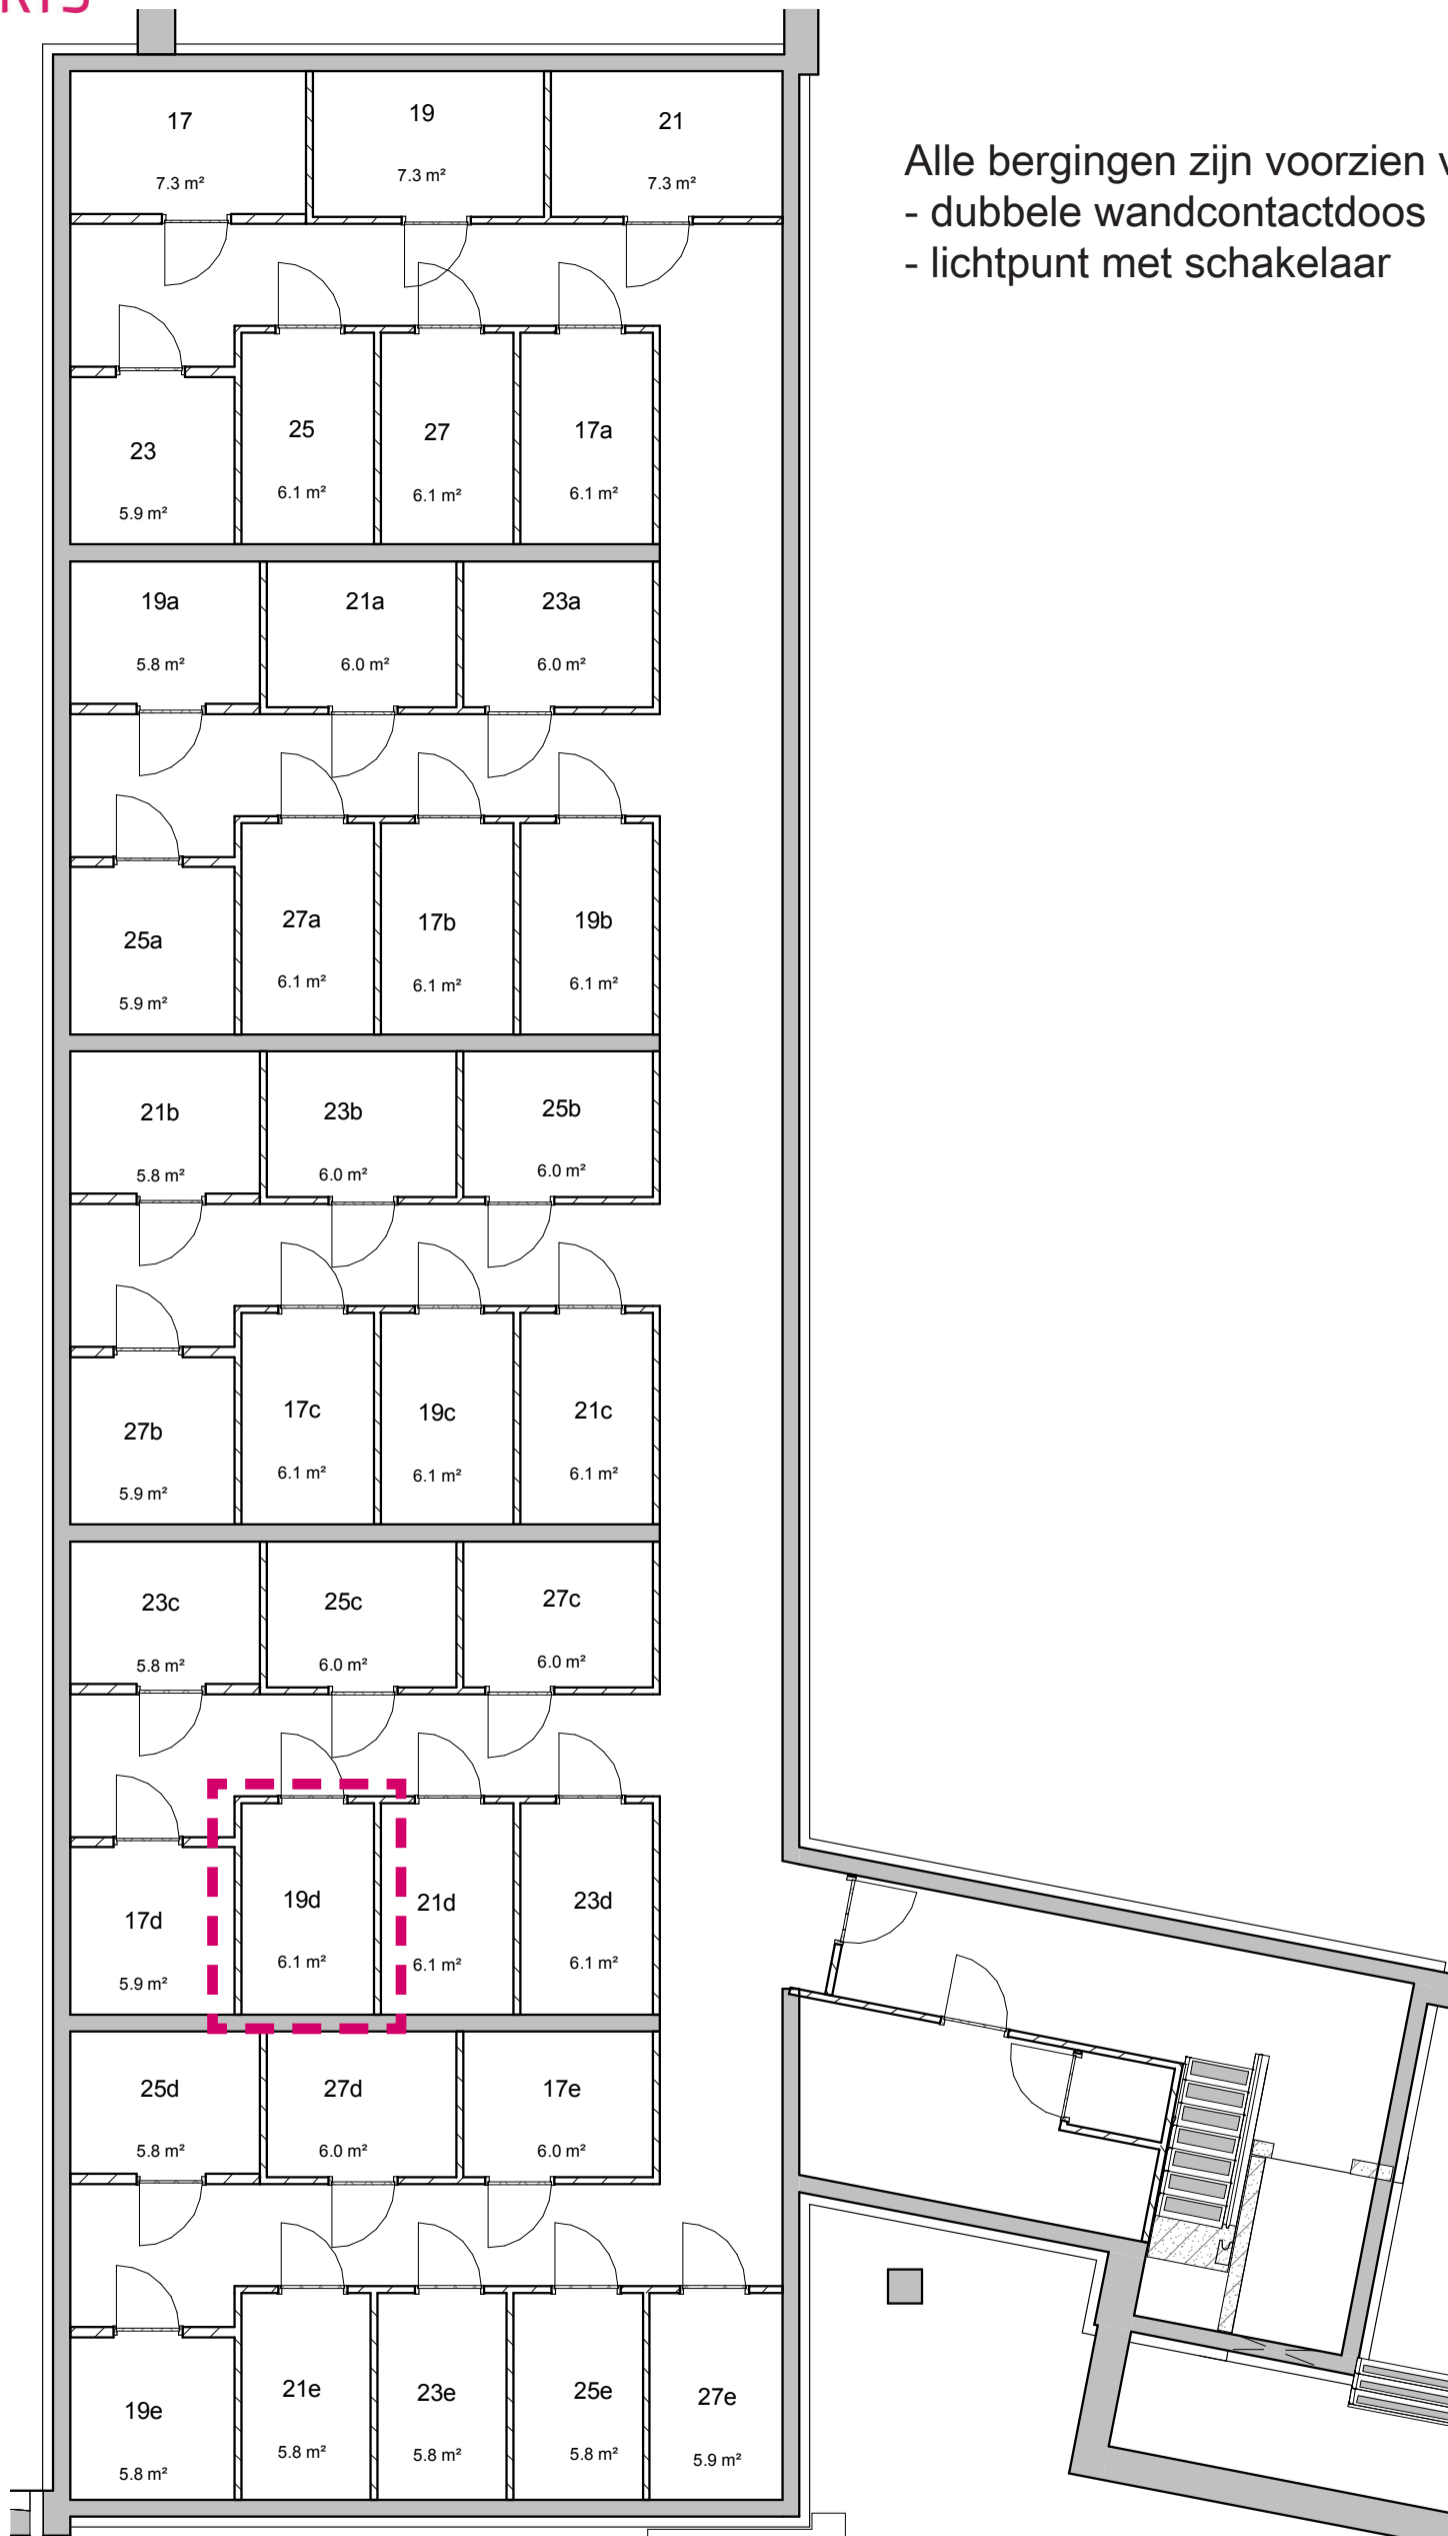 17
19
21
7.3 m²
7.3 m²
7.3 m²
Alle bergingen zijn voorzien
- dubbele wandcontactdoos
- lichtpunt met schakelaar
23
25
27
17a
5.9 m²
6.1 m²
6.1 m²
6.1 m²
19a
21a
23a
5.8 m²
6.0 m²
6.0 m²
25a
27a
17b
19b
5.9 m²
6.1 m²
6.1 m²
6.1 m²
21b
23b
25b
5.8 m²
6.0 m²
6.0 m²
27b
17c
19c
21c
5.9 m²
6.1 m²
6.1 m²
6.1 m²
23c
25c
27c
5.8 m²
6.0 m²
6.0 m²
17d
19d
21d
23d
5.9 m²
6.1 m²
6.1 m²
6.1 m²
25d
27d
17e
5.8 m²
6.0 m²
6.0 m²
19e
21e
23e
25e
27e
5.8 m²
5.8 m²
5.8 m²
5.8 m²
5.9 m²